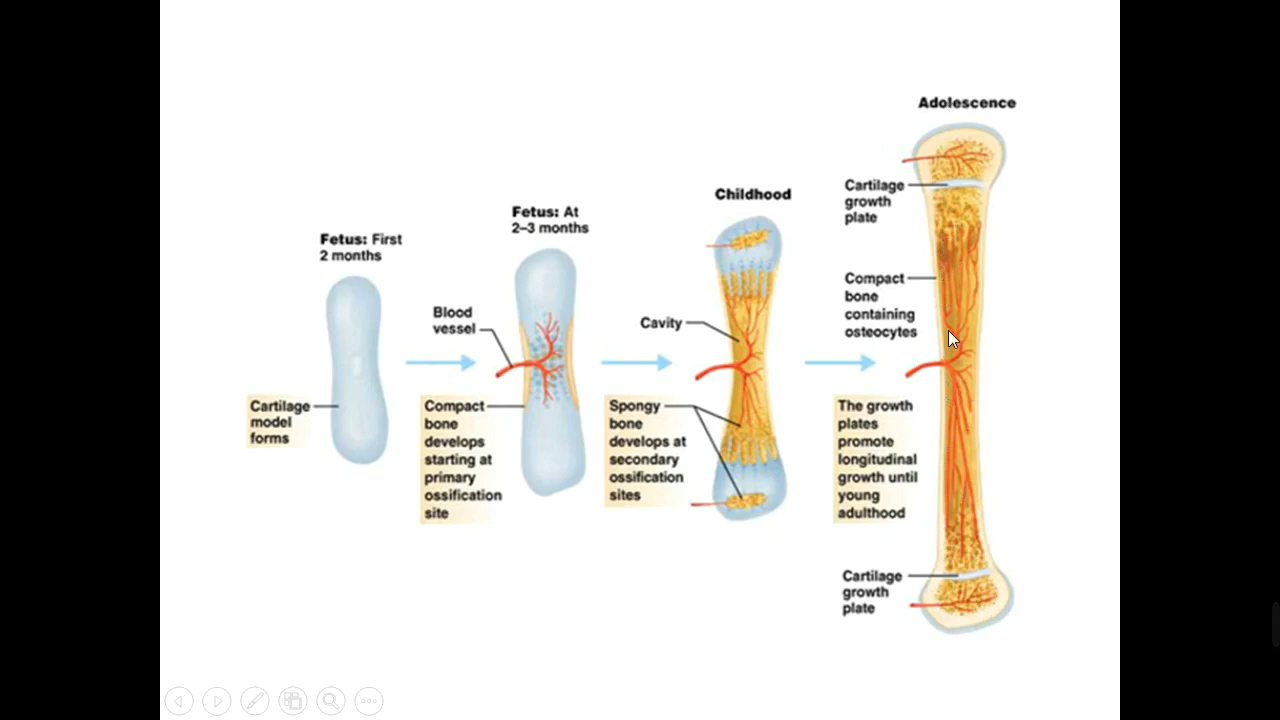 Fetus: First
2 months
Cartilage
model
forms
Fetus: At
2–3 months
Blood
vessel
Compact
bone
develops
starting at
primary
ossification
site
Childhood
Cavity
Spongy
bone
develops at
secondary
ossification
sites
Adolescence
Cartilage
growth
plate
Compact
bone
containing
osteocytes
The growth
plates
promote
longitudinal
growth until
young
adulthood
Cartilage
growth
plate